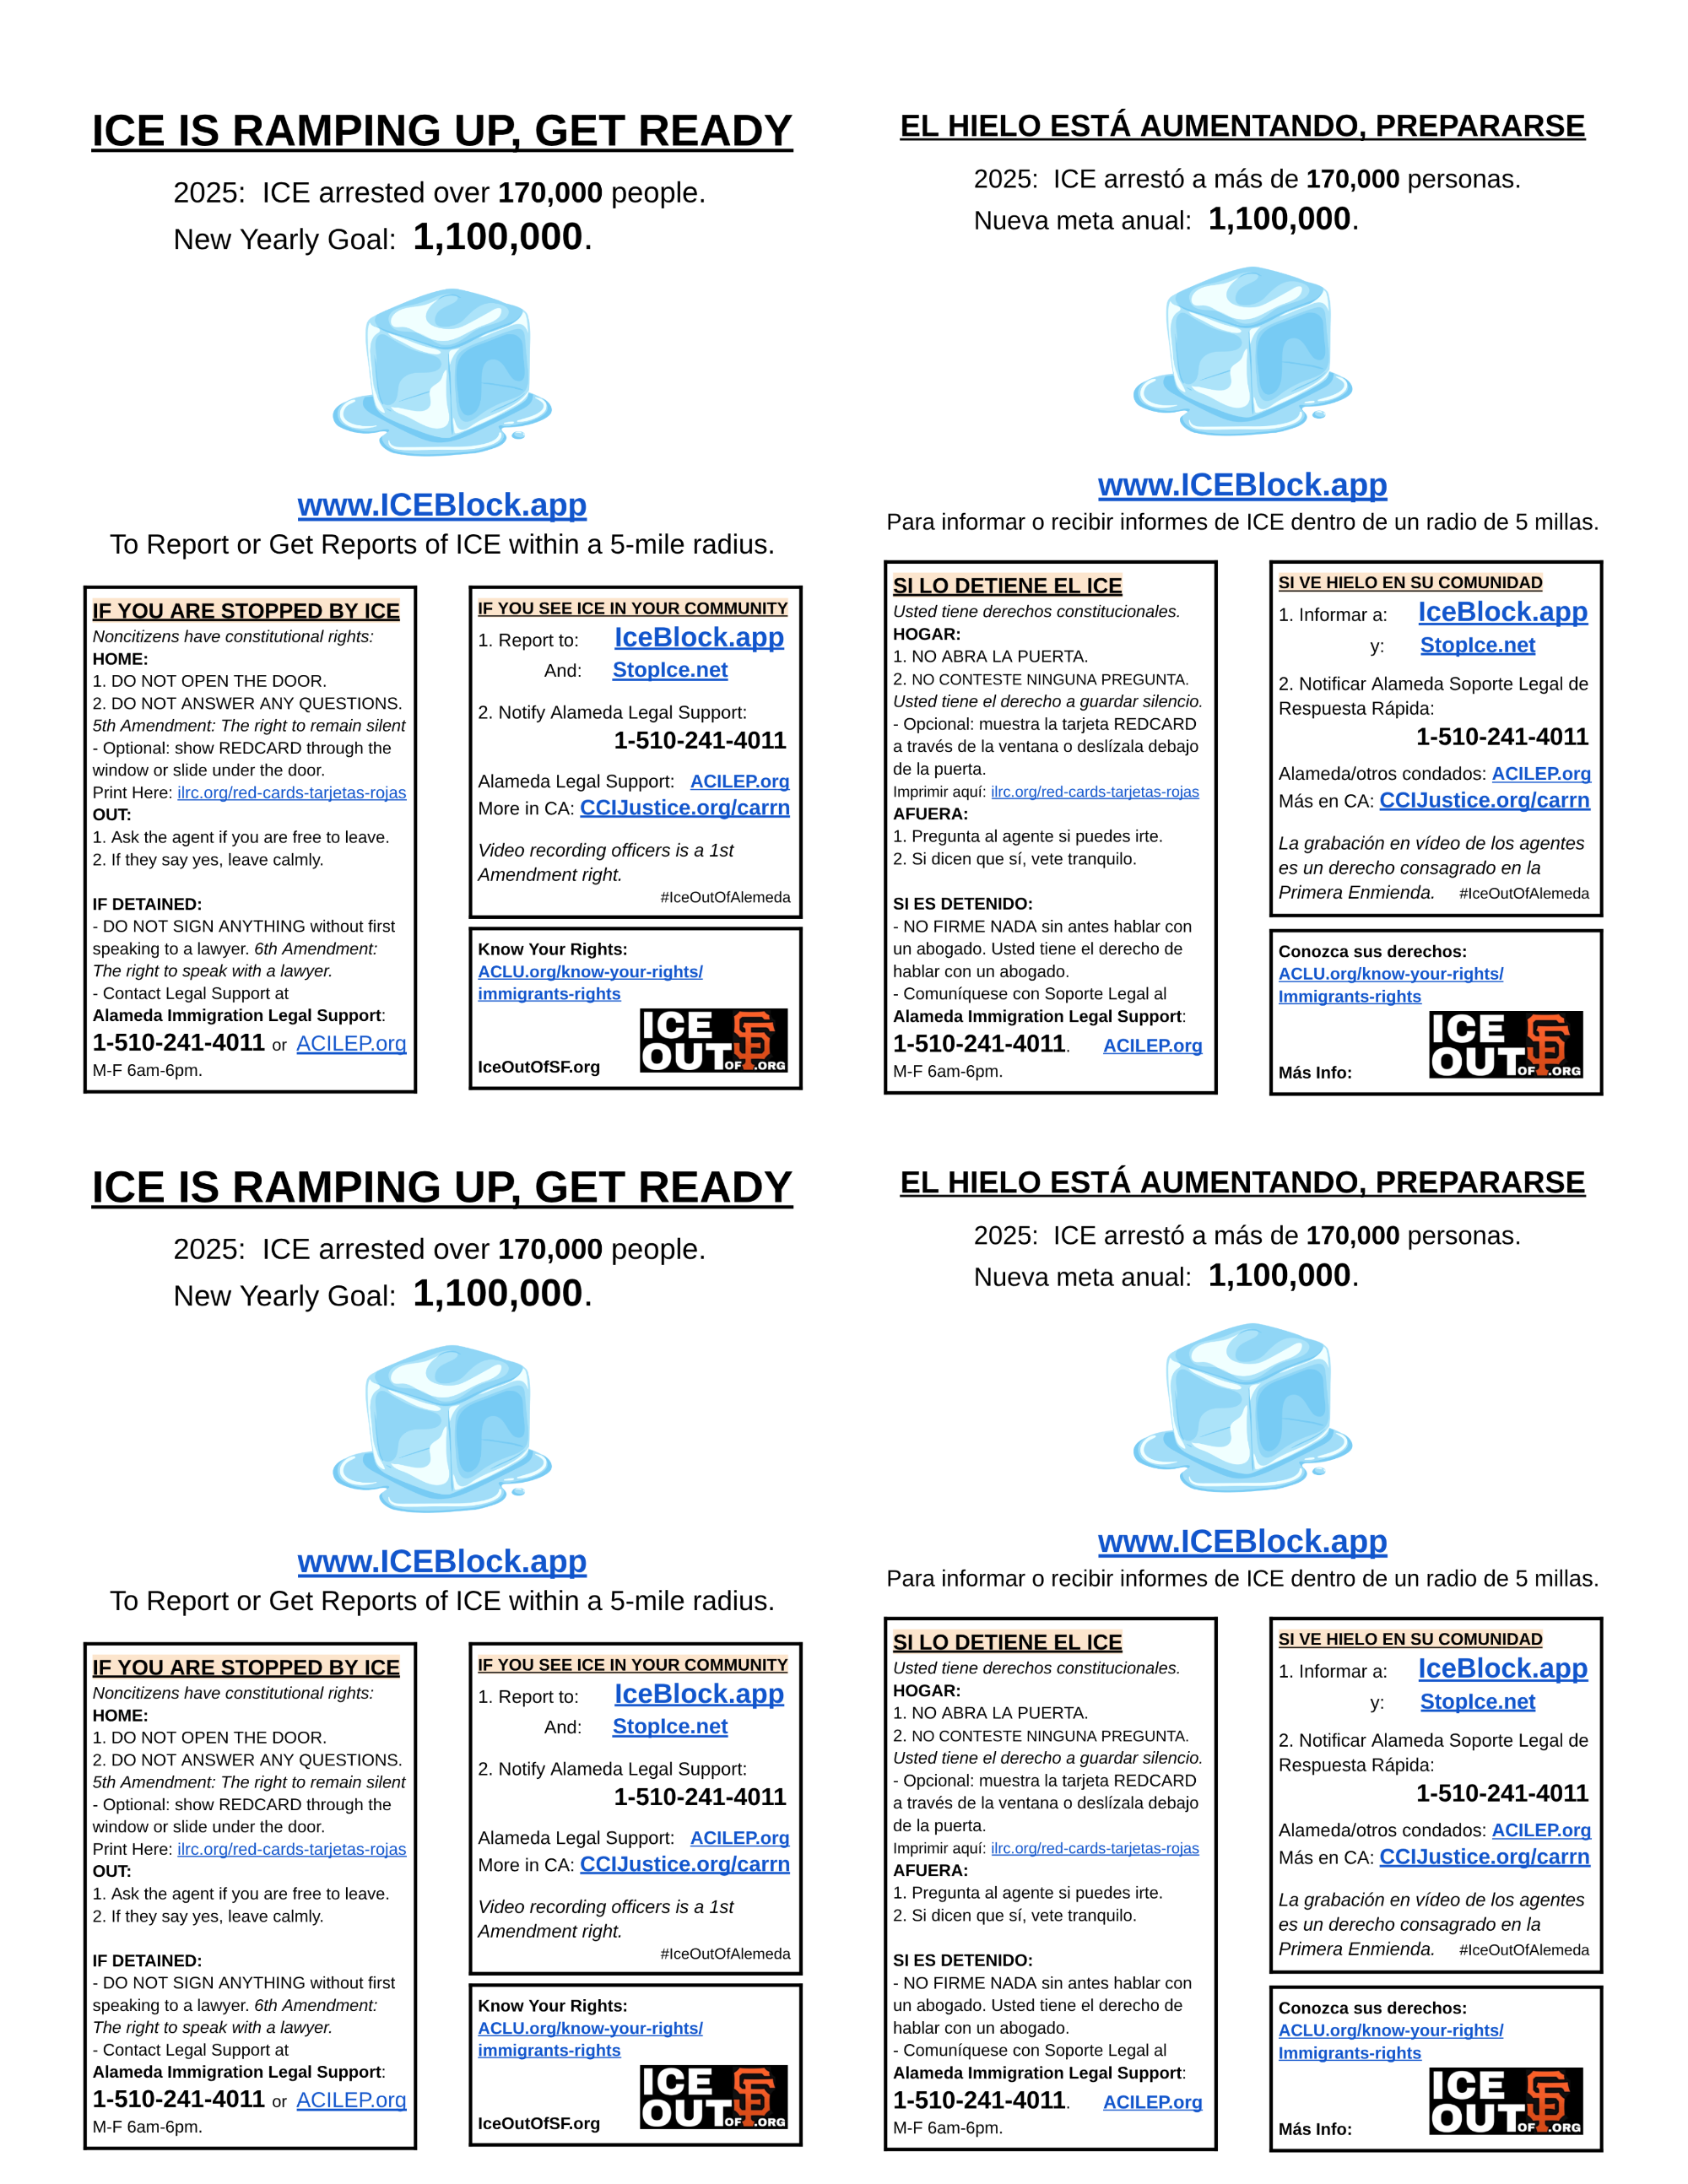 ICE IS RAMPING UP, GET READY
2025: ICE arrested over 170,000 people.
New Yearly Goal: 1,100,000.
www.ICEBlock.app
To Report or Get Reports of ICE within a 5-mile radius.
IF YOU ARE STOPPED BY ICE
Noncitizens have constitutional rights:
HOME:
1. DO NOT OPEN THE DOOR.
2. DO NOT ANSWER ANY QUESTIONS.
5th Amendment: The right to remain silent
- Optional: show REDCARD through the
window or slide under the door.
Print Here: ilrc.org/red-cards-tarjetas-rojas
OUT:
1. Ask the agent if you are free to leave.
2. If they say yes, leave calmly.
IF DETAINED:
- DO NOT SIGN ANYTHING without first
speaking to a lawyer. 6th Amendment:
The right to speak with a lawyer.
- Contact Legal Support at
Alameda Immigration Legal Support:
1-510-241-4011 or ACILEP.org
M-F 6am-6pm.
IF YOU SEE ICE IN YOUR COMMUNITY
1. Report to: IceBlock.app
And: StopIce.net
2. Notify Alameda Legal Support:
1-510-241-4011
Alameda Legal Support: ACILEP.org
More in CA: CCIJustice.org/carrn
Video recording officers is a 1st
Amendment right.
#IceOutOfAlemeda
Know Your Rights:
ACLU.org/know-your-rights/
immigrants-rights
IceOutOfSF.org
ICE
OUT OF SF .ORG
EL HIELO ESTÁ AUMENTANDO, PREPARARSE
2025: ICE arrestó a más de 170,000 personas.
Nueva meta anual: 1,100,000.
www.ICEBlock.app
Para informar o recibir informes de ICE dentro de un radio de 5 millas.
SI LO DETIENE EL ICE
Usted tiene derechos constitucionales.
HOGAR:
1. NO ABRA LA PUERTA.
2. NO CONTESTE NINGUNA PREGUNTA.
Usted tiene el derecho a guardar silencio.
- Opcional: muestra la tarjeta REDCARD
a través de la ventana o deslízala debajo
de la puerta.
Imprimir aquí: ilrc.org/red-cards-tarjetas-rojas
AFUERA:
1. Pregunta al agente si puedes irte.
2. Si dicen que sí, vete tranquilo.
SI ES DETENIDO:
- NO FIRME NADA sin antes hablar con
un abogado. Usted tiene el derecho de
hablar con un abogado.
- Comuníquese con Soporte Legal al
Alameda Immigration Legal Support:
1-510-241-4011. ACILEP.org
M-F 6am-6pm.
SI VE HIELO EN SU COMUNIDAD
1. Informar a: IceBlock.app
y: StopIce.net
2. Notificar Alameda Soporte Legal de
Respuesta Rápida:
1-510-241-4011
Alameda/otros condados: ACILEP.org
Más en CA: CCIJustice.org/carrn
La grabación en vídeo de los agentes
es un derecho consagrado en la
Primera Enmienda. #IceOutOfAlemeda
Conozca sus derechos:
ACLU.org/know-your-rights/
Immigrants-rights
Más Info:
ICE
OUT OF SF .ORG
ICE IS RAMPING UP, GET READY
2025: ICE arrested over 170,000 people.
New Yearly Goal: 1,100,000.
www.ICEBlock.app
To Report or Get Reports of ICE within a 5-mile radius.
IF YOU ARE STOPPED BY ICE
Noncitizens have constitutional rights:
HOME:
1. DO NOT OPEN THE DOOR.
2. DO NOT ANSWER ANY QUESTIONS.
5th Amendment: The right to remain silent
- Optional: show REDCARD through the
window or slide under the door.
Print Here: ilrc.org/red-cards-tarjetas-rojas
OUT:
1. Ask the agent if you are free to leave.
2. If they say yes, leave calmly.
IF DETAINED:
- DO NOT SIGN ANYTHING without first
speaking to a lawyer. 6th Amendment:
The right to speak with a lawyer.
- Contact Legal Support at
Alameda Immigration Legal Support:
1-510-241-4011 or ACILEP.org
M-F 6am-6pm.
IF YOU SEE ICE IN YOUR COMMUNITY
1. Report to: IceBlock.app
And: StopIce.net
2. Notify Alameda Legal Support:
1-510-241-4011
Alameda Legal Support: ACILEP.org
More in CA: CCIJustice.org/carrn
Video recording officers is a 1st
Amendment right.
#IceOutOfAlemeda
Know Your Rights:
ACLU.org/know-your-rights/
immigrants-rights
IceOutOfSF.org
ICE
OUT OF SF .ORG
EL HIELO ESTÁ AUMENTANDO, PREPARARSE
2025: ICE arrestó a más de 170,000 personas.
Nueva meta anual: 1,100,000.
www.ICEBlock.app
Para informar o recibir informes de ICE dentro de un radio de 5 millas.
SI LO DETIENE EL ICE
Usted tiene derechos constitucionales.
HOGAR:
1. NO ABRA LA PUERTA.
2. NO CONTESTE NINGUNA PREGUNTA.
Usted tiene el derecho a guardar silencio.
- Opcional: muestra la tarjeta REDCARD
a través de la ventana o deslízala debajo
de la puerta.
Imprimir aquí: ilrc.org/red-cards-tarjetas-rojas
AFUERA:
1. Pregunta al agente si puedes irte.
2. Si dicen que sí, vete tranquilo.
SI ES DETENIDO:
- NO FIRME NADA sin antes hablar con
un abogado. Usted tiene el derecho de
hablar con un abogado.
- Comuníquese con Soporte Legal al
Alameda Immigration Legal Support:
1-510-241-4011. ACILEP.org
M-F 6am-6pm.
SI VE HIELO EN SU COMUNIDAD
1. Informar a: IceBlock.app
y: StopIce.net
2. Notificar Alameda Soporte Legal de
Respuesta Rápida:
1-510-241-4011
Alameda/otros condados: ACILEP.org
Más en CA: CCIJustice.org/carrn
La grabación en vídeo de los agentes
es un derecho consagrado en la
Primera Enmienda. #IceOutOfAlemeda
Conozca sus derechos:
ACLU.org/know-your-rights/
Immigrants-rights
Más Info:
ICE
OUT OF SF .ORG